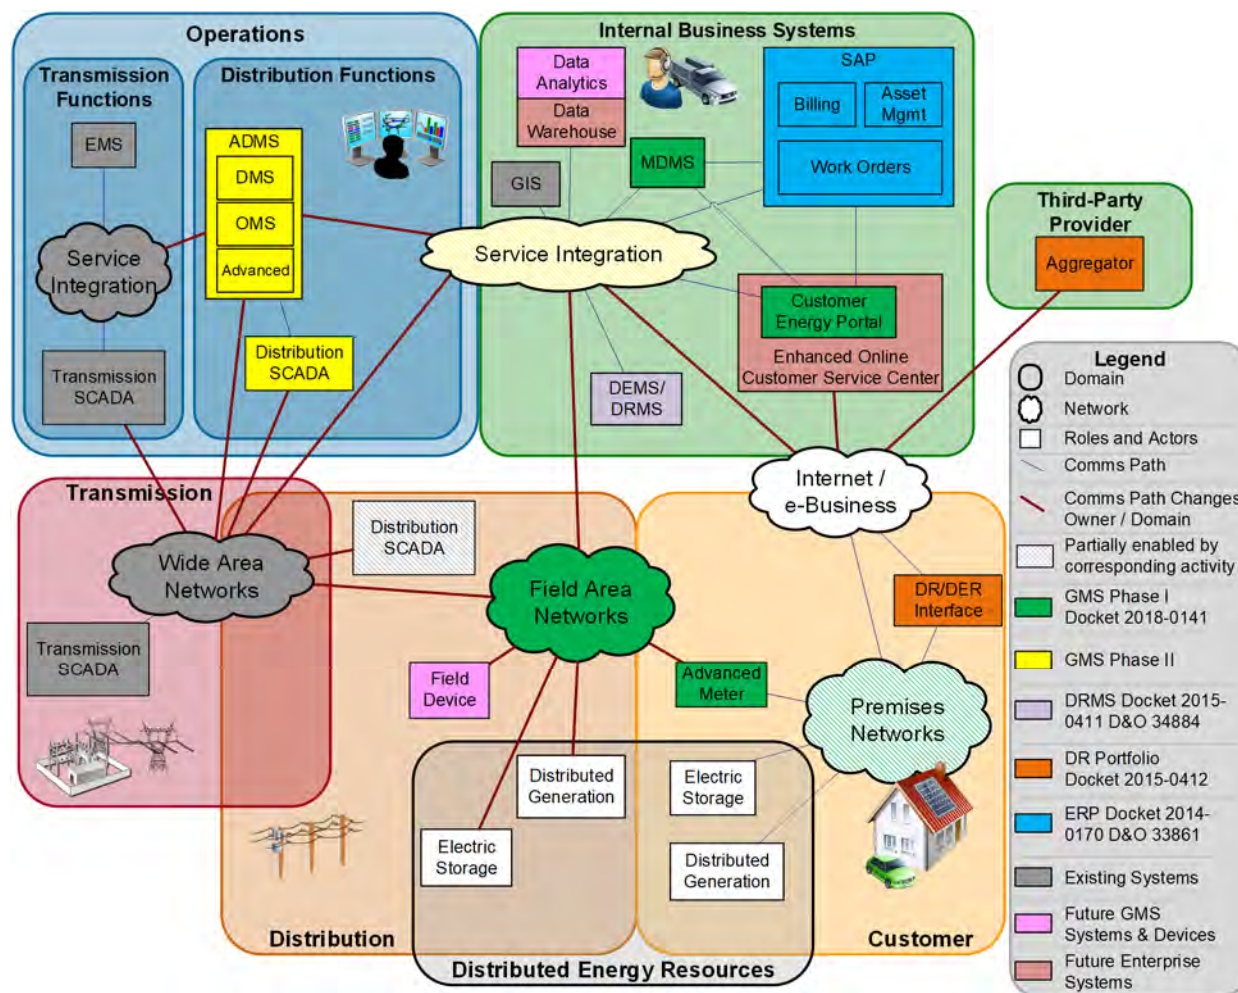 Operations
Transmission
Functions
EMS
Service
Integration
Transmission
SCADA
Distribution Functions
ADMS
DMS
OMS
Advanced
Distribution
SCADA
Internal Business Systems
Data
Analytics
Data
Warehouse
GIS
MDMS
SAP
Billing
Asset
Mgmt
Work Orders
Service Integration
Customer
Energy Portal
Enhanced Online
Customer Service Center
DEMS/
DRMS
Third-Party
Provider
Aggregator
Internet /
e-Business
Transmission
Wide Area
Networks
Transmission
SCADA
Distribution
SCADA
Field Area
Networks
Field
Device
Advanced
Meter
DR/DER
Interface
Premises
Networks
Distributed
Generation
Electric
Storage
Electric
Storage
Distributed
Generation
Distribution
Customer
Distributed Energy Resources
Legend
Domain
Network
Roles and Actors
Comms Path
Comms Path Changes
Owner / Domain
Partially enabled by
corresponding activity
GMS Phase I
Docket 2018-0141
GMS Phase II
DRMS Docket 2015-
0411 D&O 34884
DR Portfolio
Docket 2015-0412
ERP Docket 2014-
0170 D&O 33861
Existing Systems
Future GMS
Systems & Devices
Future Enterprise
Systems